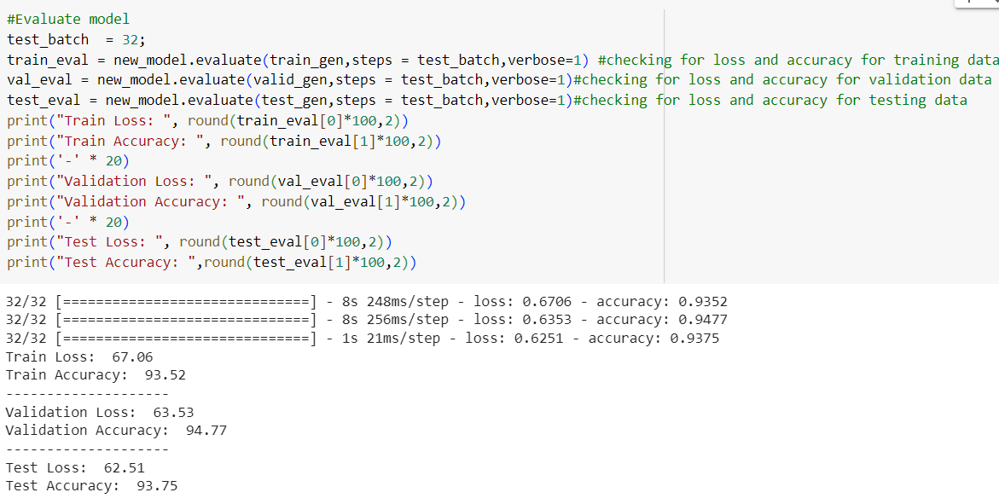 #Evaluate model
test_batch  = 32;
train_eval = new_model.evaluate(train_gen,steps = test_batch,verbose=1) #checking for loss and accuracy for training data
val_eval = new_model.evaluate(valid_gen,steps = test_batch,verbose=1)#checking for loss and accuracy for validation data
test_eval = new_model.evaluate(test_gen,steps = test_batch,verbose=1)#checking for loss and accuracy for testing data
print("Train Loss: ", round(train_eval[0]*100,2))
print("Train Accuracy: ", round(train_eval[1]*100,2))
print('-' * 20)
print("Validation Loss: ", round(val_eval[0]*100,2))
print("Validation Accuracy: ", round(val_eval[1]*100,2))
print('-' * 20)
print("Test Loss: ", round(test_eval[0]*100,2))
print("Test Accuracy: ",round(test_eval[1]*100,2))
32/32 [==============================] - 8s 248ms/step - loss: 0.6706 - accuracy: 0.9352
32/32 [==============================] - 8s 256ms/step - loss: 0.6353 - accuracy: 0.9477
32/32 [==============================] - 1s 21ms/step - loss: 0.6251 - accuracy: 0.9375
Train Loss:  67.06
Train Accuracy:  93.52
--------------------
Validation Loss:  63.53
Validation Accuracy:  94.77
--------------------
Test Loss:  62.51
Test Accuracy:  93.75